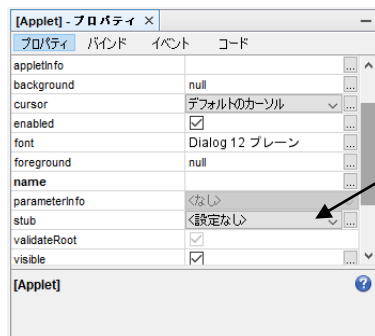 [Applet] - プロパティ ×
プロパティ バインド イベント コード
appletInfo ...
background null ...
cursor デフォルトのカーソル ...
enabled ...
font Dialog 12 プレーン ...
foreground null ...
name ...
parameterInfo <なし> ...
stub <設定なし> ...
validateRoot
visible ...
[Applet] ?